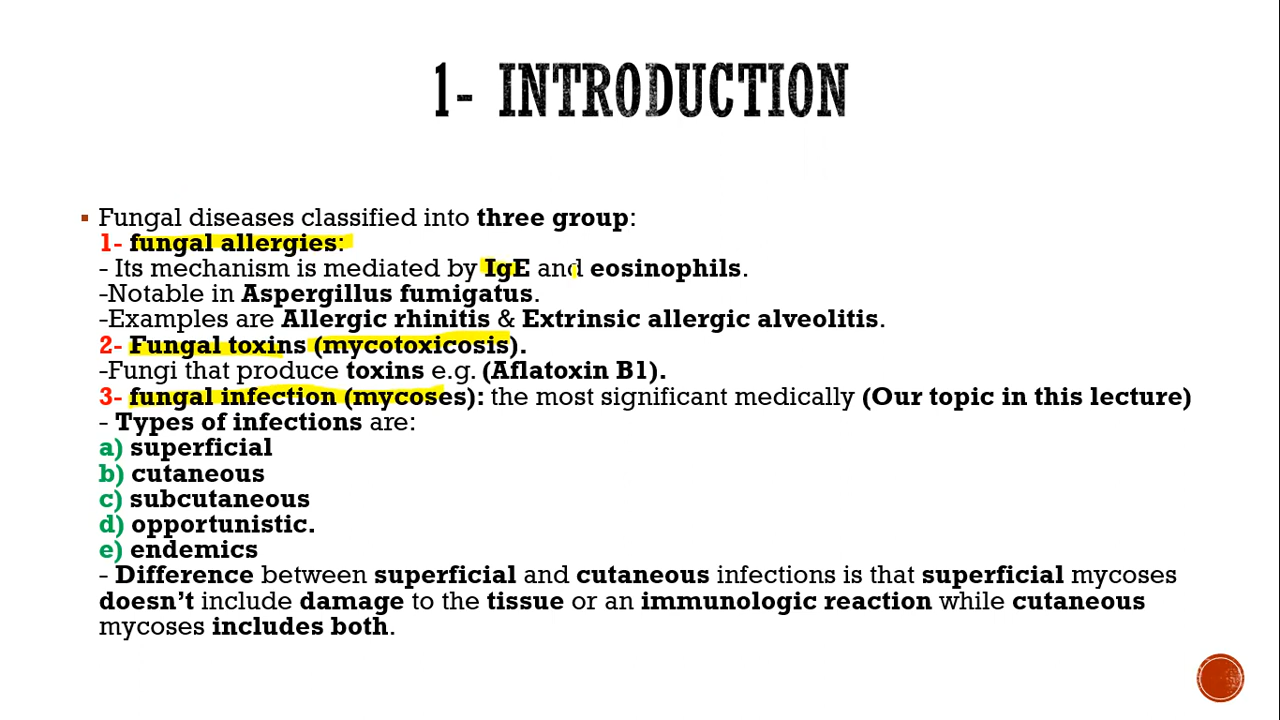 1- INTRODUCTION
▪ Fungal diseases classified into three group:
1- fungal allergies:
- Its mechanism is mediated by IgE and eosinophils.
-Notable in Aspergillus fumigatus.
-Examples are Allergic rhinitis & Extrinsic allergic alveolitis.
2- Fungal toxins (mycotoxicosis).
-Fungi that produce toxins e.g. (Aflatoxin B1).
3- fungal infection (mycoses): the most significant medically (Our topic in this lecture)
- Types of infections are:
a) superficial
b) cutaneous
c) subcutaneous
d) opportunistic.
e) endemics
- Difference between superficial and cutaneous infections is that superficial mycoses
doesn't include damage to the tissue or an immunologic reaction while cutaneous
mycoses includes both.